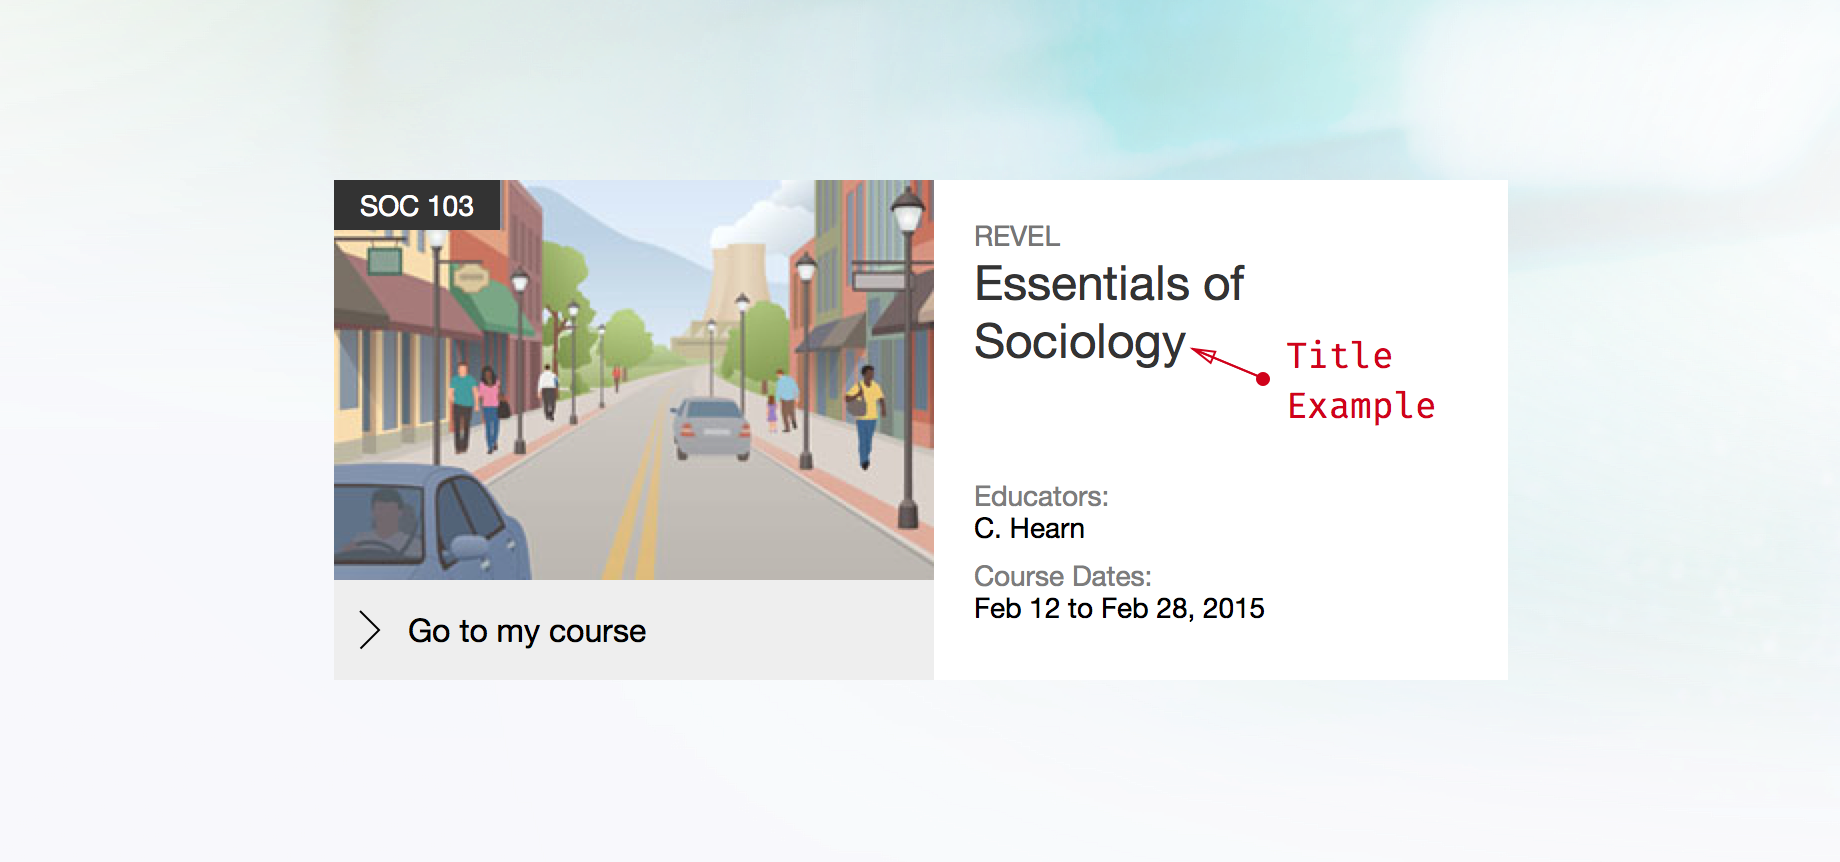 SOC 103
Go to my course
REVEL
Essentials of
Sociology
Title
Example
Educators:
C. Hearn
Course Dates:
Feb 12 to Feb 28, 2015